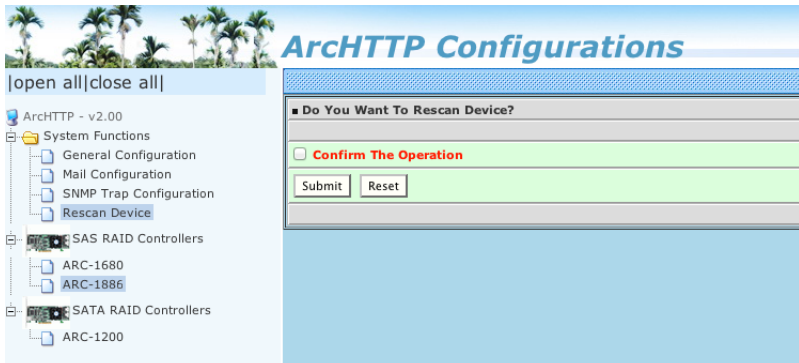 ArcHTTP Configurations
|open all|close all|
ArcHTTP - v2.00
System Functions
General Configuration
Mail Configuration
SNMP Trap Configuration
Rescan Device
SAS RAID Controllers
ARC-1680
ARC-1886
SATA RAID Controllers
ARC-1200
Do You Want To Rescan Device?
Confirm The Operation
Submit Reset